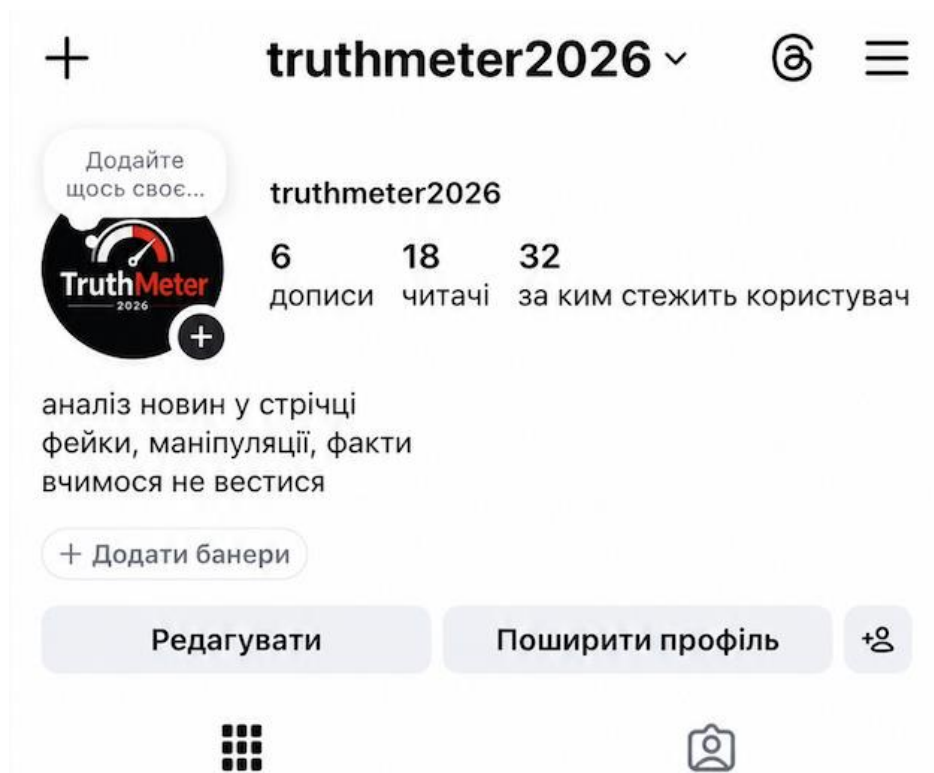 truthmeter2026
Додайте
щось своє...
TruthMeter
2026
truthmeter2026
6 18 32
дописи читачі за ким стежить користувач
аналіз новин у стрічці
фейки, маніпуляції, факти
вчимося не вестися
+ Додати банери
Редагувати Поширити профіль